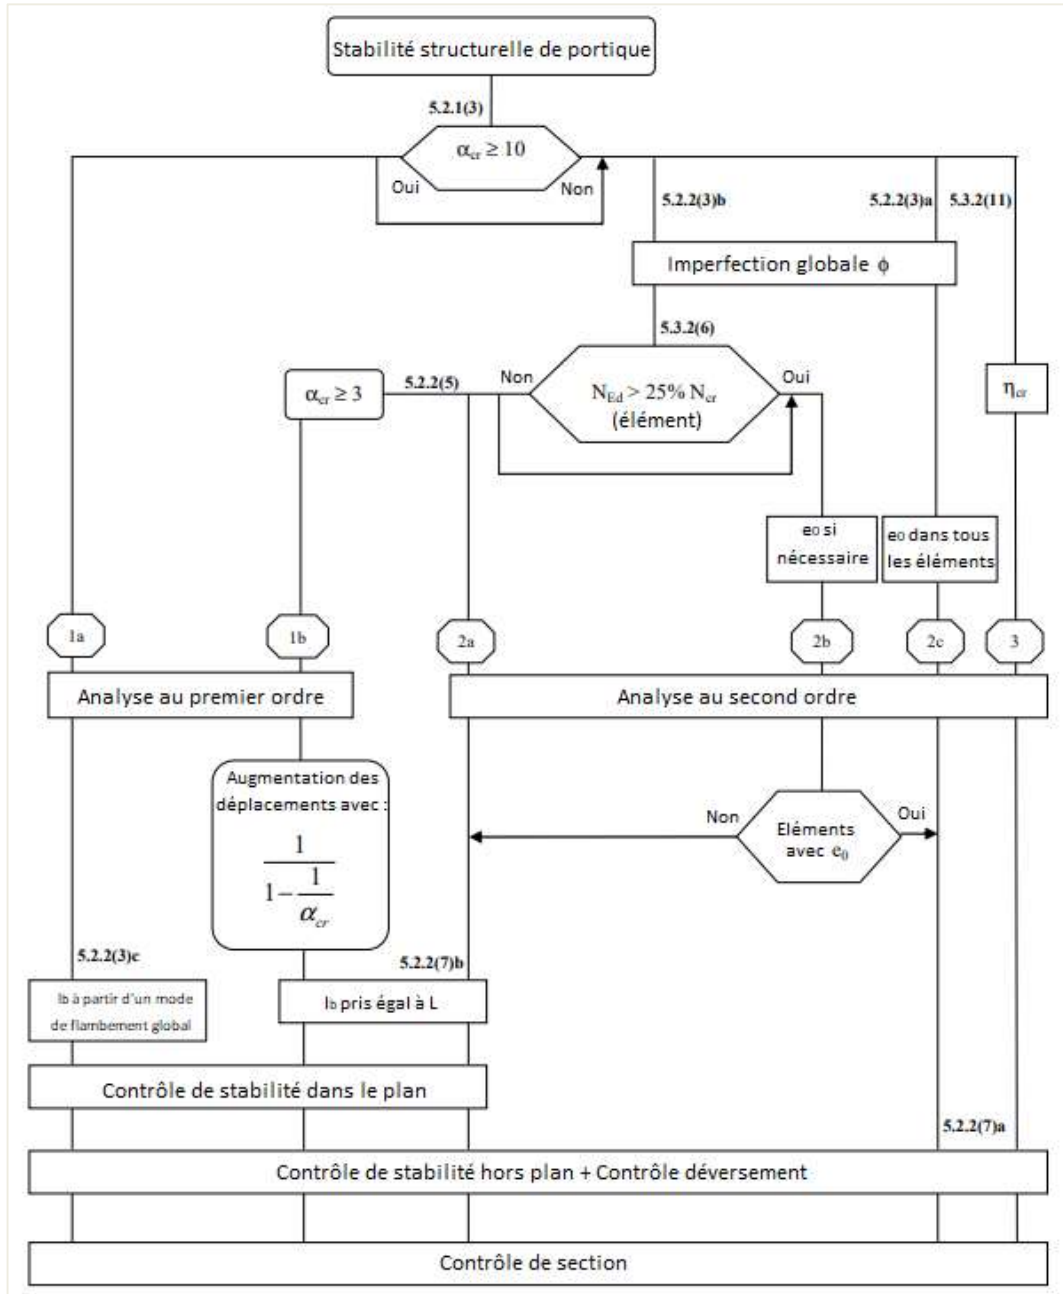 Stabilité structurelle de portique
5.2.1(3)
αcr ≥ 10
Oui
Non
5.2.2(3)b
5.2.2(3)a
5.3.2(11)
Imperfection globale ϕ
5.3.2(6)
αcr ≥ 3
5.2.2(5)
Non
NEd > 25% Ncr
(élément)
Oui
ηcr
e0 si
nécessaire
e0 dans tous
les éléments
1a
1b
2a
2b
2c
3
Analyse au premier ordre
Analyse au second ordre
Augmentation des
déplacements avec :
1
1 − 1
αcr
Non
Eléments
avec e0
Oui
5.2.2(3)c
5.2.2(7)b
lb à partir d'un mode
de flambement global
lb pris égal à L
Contrôle de stabilité dans le plan
5.2.2(7)a
Contrôle de stabilité hors plan + Contrôle déversement
Contrôle de section